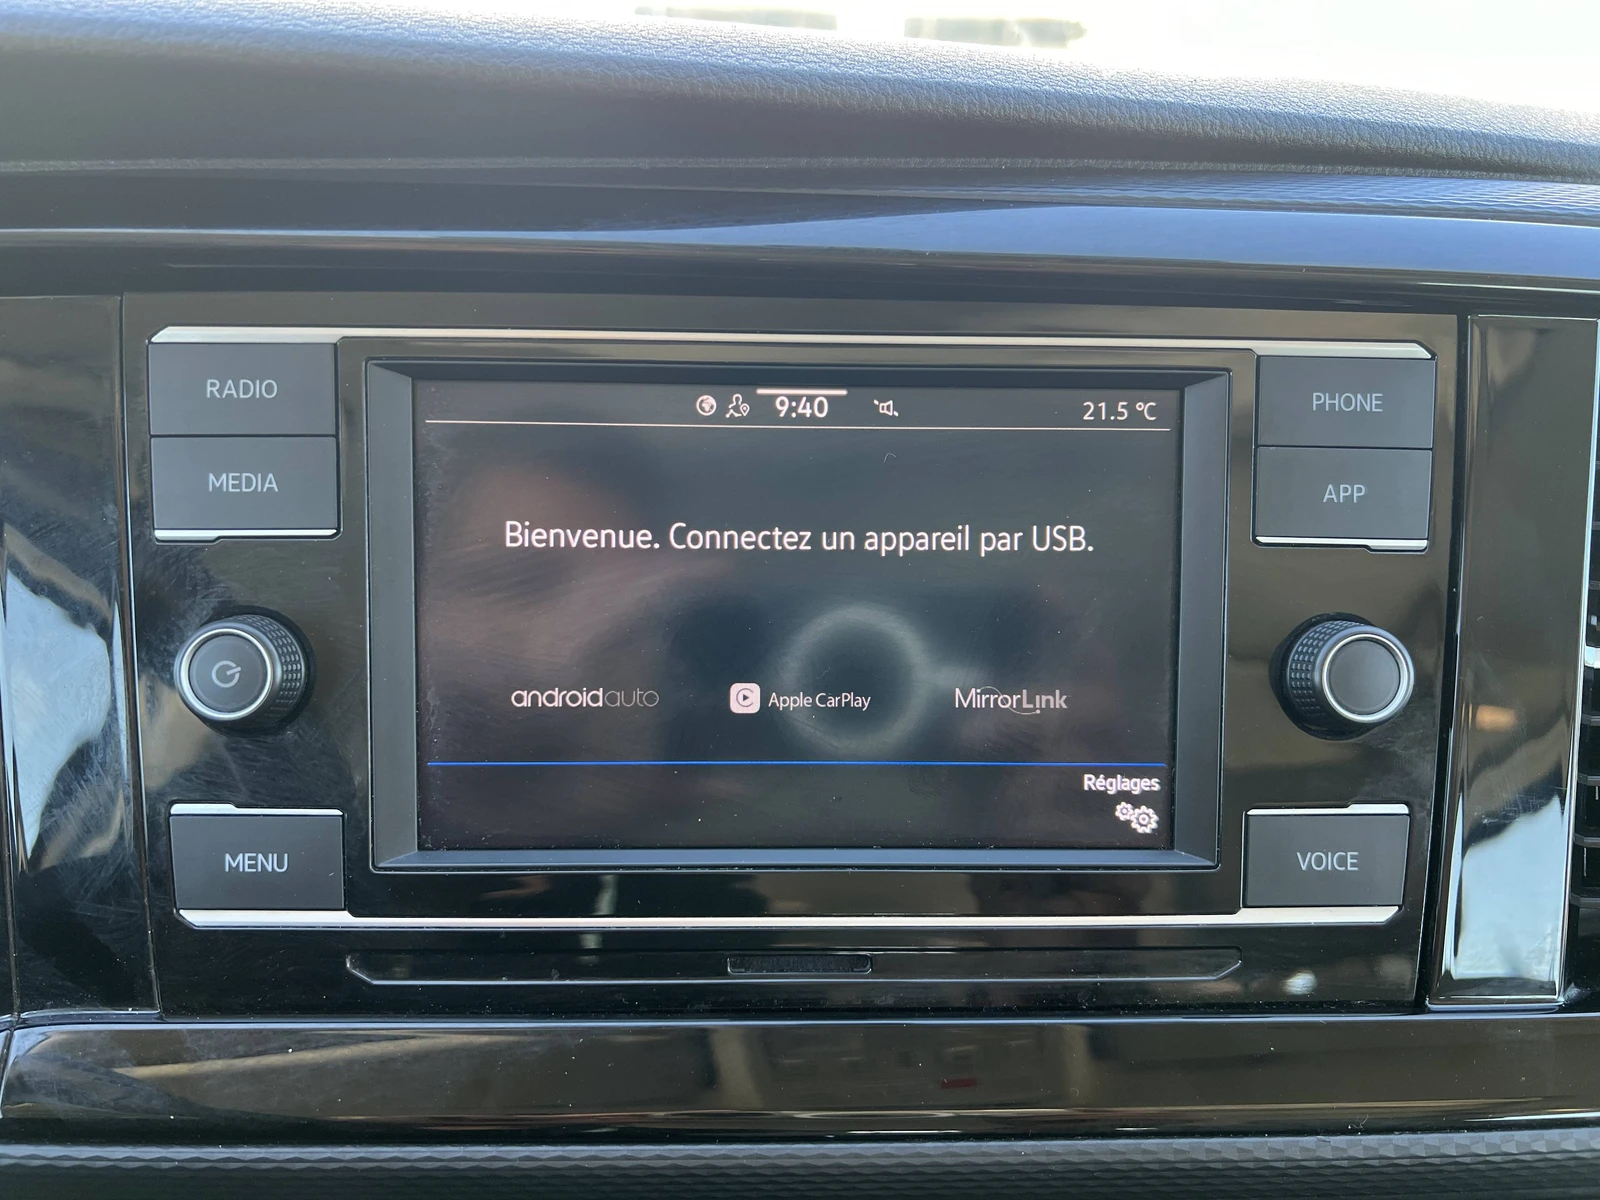 RADIO
MEDIA
MENU
9:40
21.5 °C
Bienvenue. Connectez un appareil par USB.
androidauto
Apple CarPlay
MirrorLink
Réglages
PHONE
APP
VOICE